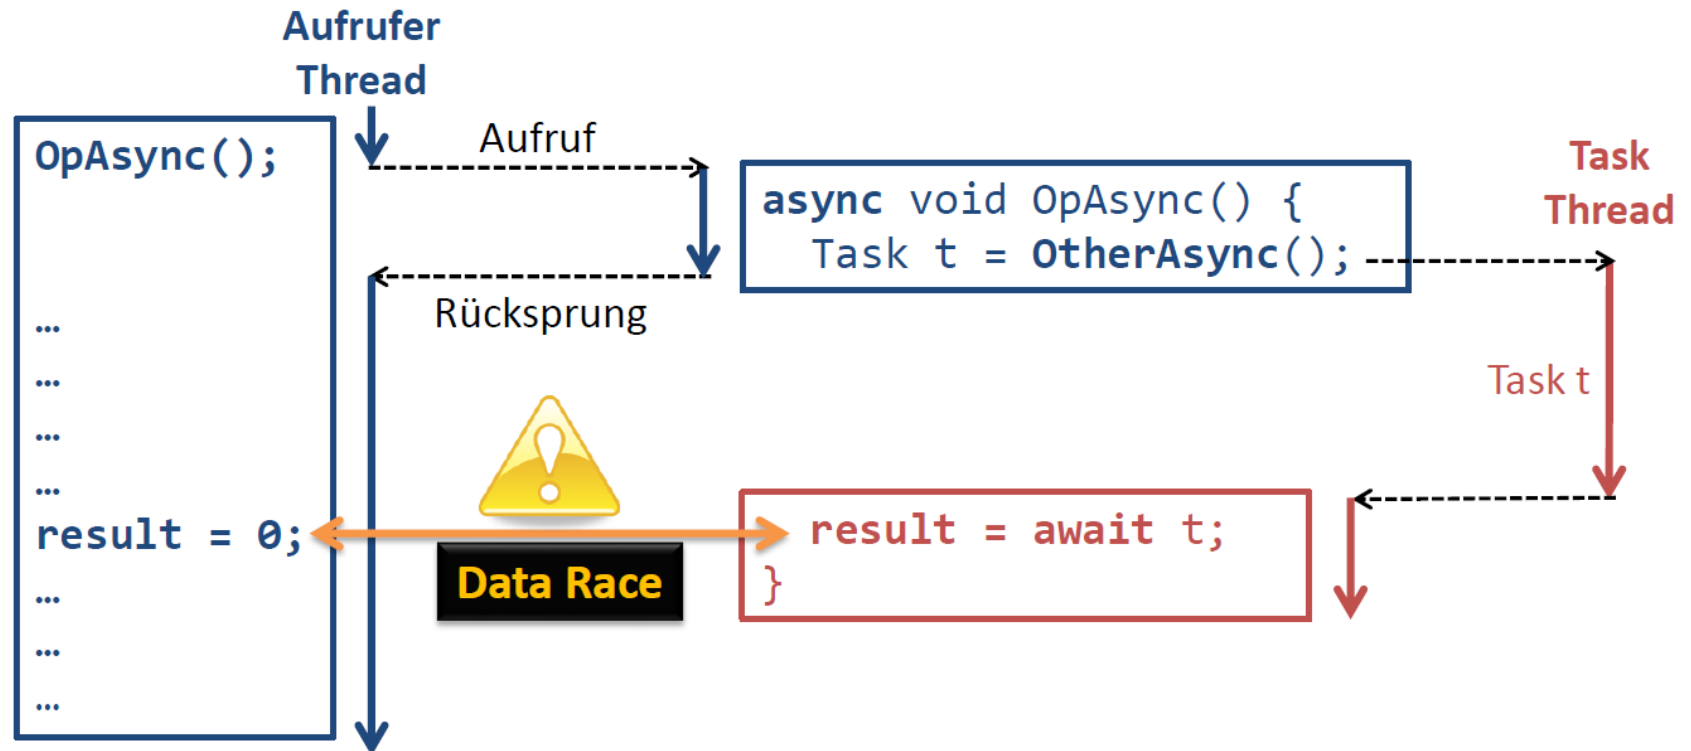 Aufrufer
Thread
OpAsync();
Aufruf
async void OpAsync() {
Task t = OtherAsync();
Task
Thread
Rücksprung
…
…
…
…
Task t
result = 0;
Data Race
result = await t;
}
…
…
…